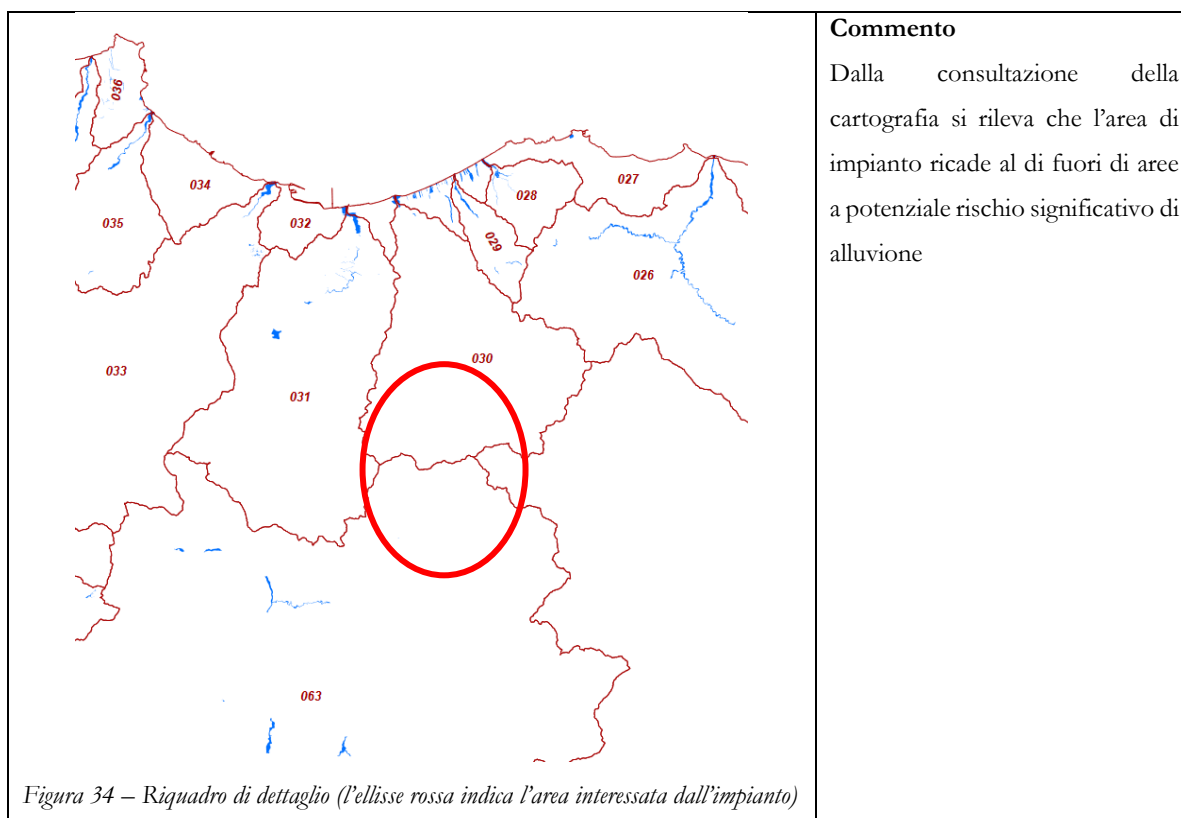 036
034
035
032
028
027
029
026
033
031
030
063
Figura 34 – Riquadro di dettaglio (l'ellisse rossa indica l'area interessata dall'impianto)
Commento
Dalla consultazione della
cartografia si rileva che l'area di
impianto ricade al di fuori di aree
a potenziale rischio significativo di
alluvione